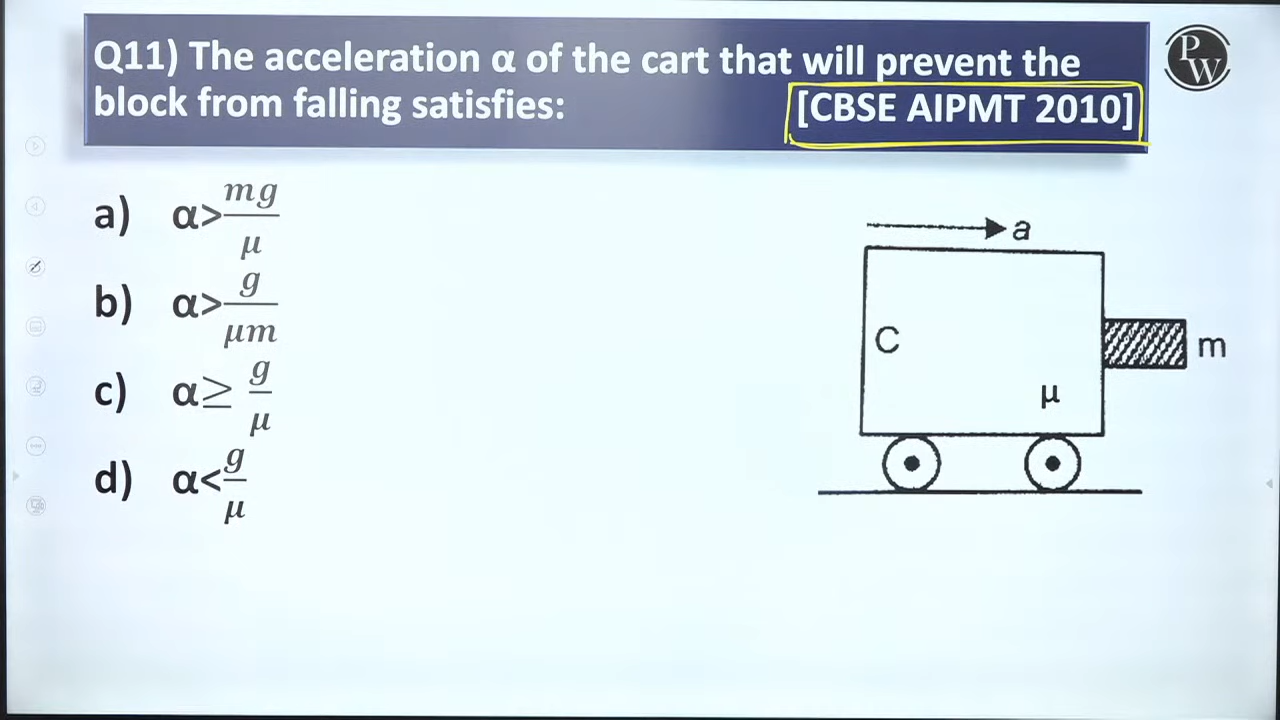 Q11) The acceleration α of the cart that will prevent the
block from falling satisfies: [CBSE AIPMT 2010]
PW
a) α>mg/μ
b) α>g/μm
c) α≥ g/μ
d) α<g/μ
a
C
m
μ